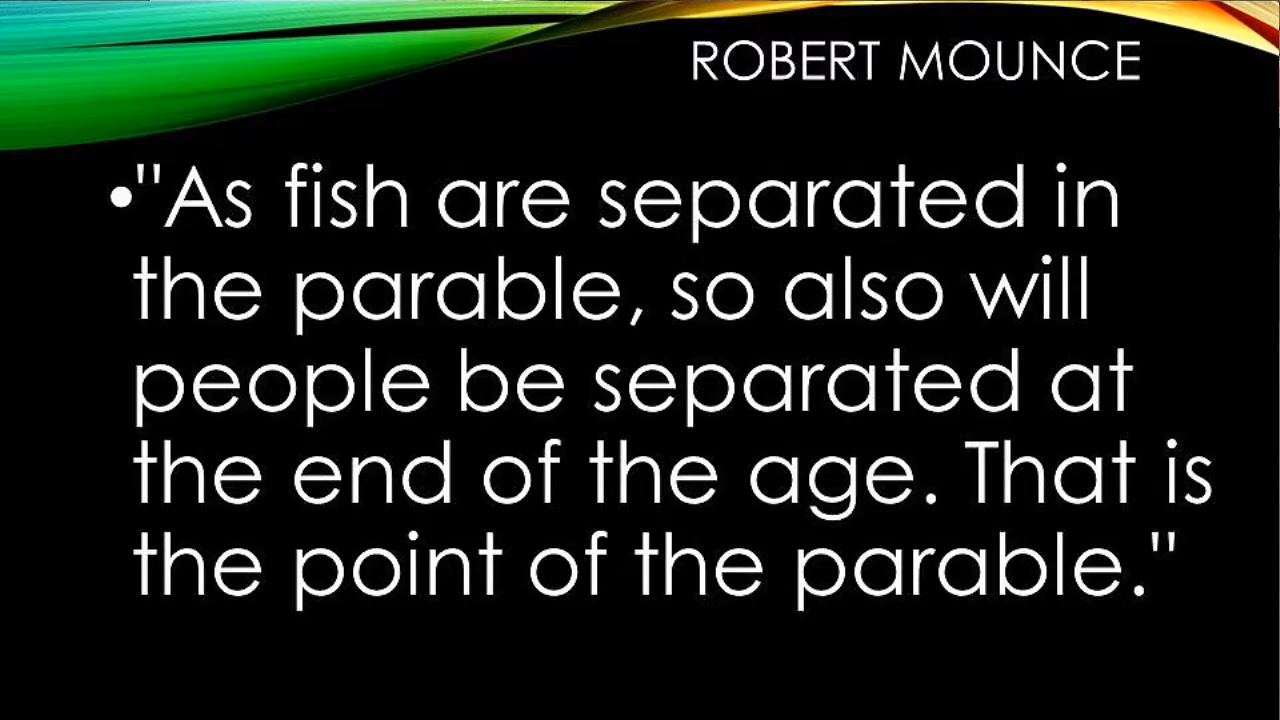 ROBERT MOUNCE
•"As fish are separated in
the parable, so also will
people be separated at
the end of the age. That is
the point of the parable."